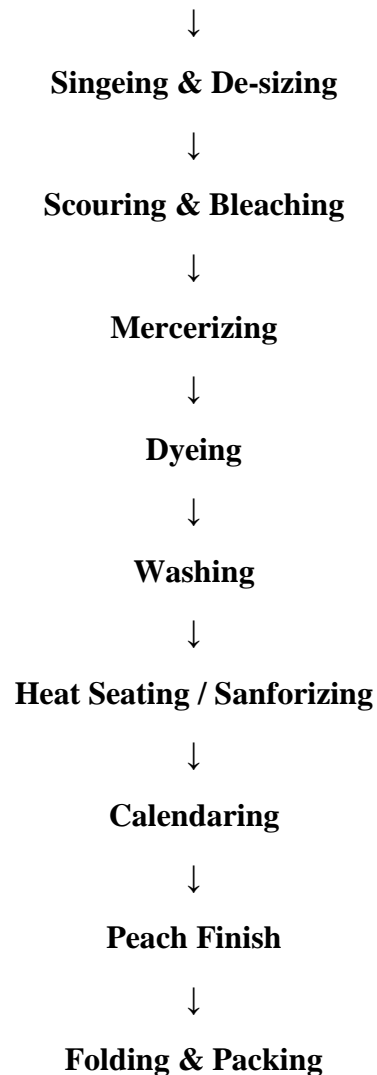 ↓
Singeing & De-sizing
↓
Scouring & Bleaching
↓
Mercerizing
↓
Dyeing
↓
Washing
↓
Heat Seating / Sanforizing
↓
Calendaring
↓
Peach Finish
↓
Folding & Packing